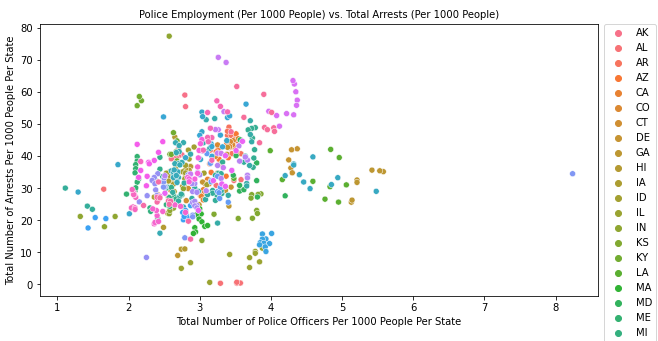 Police Employment (Per 1000 People) vs. Total Arrests (Per 1000 People)
Total Number of Arrests Per 1000 People Per State
80
70
60
50
40
30
20
10
0
1 2 3 4 5 6 7 8
Total Number of Police Officers Per 1000 People Per State
AK
AL
AR
AZ
CA
CO
CT
DE
GA
HI
IA
ID
IL
IN
KS
KY
LA
MA
MD
ME
MI